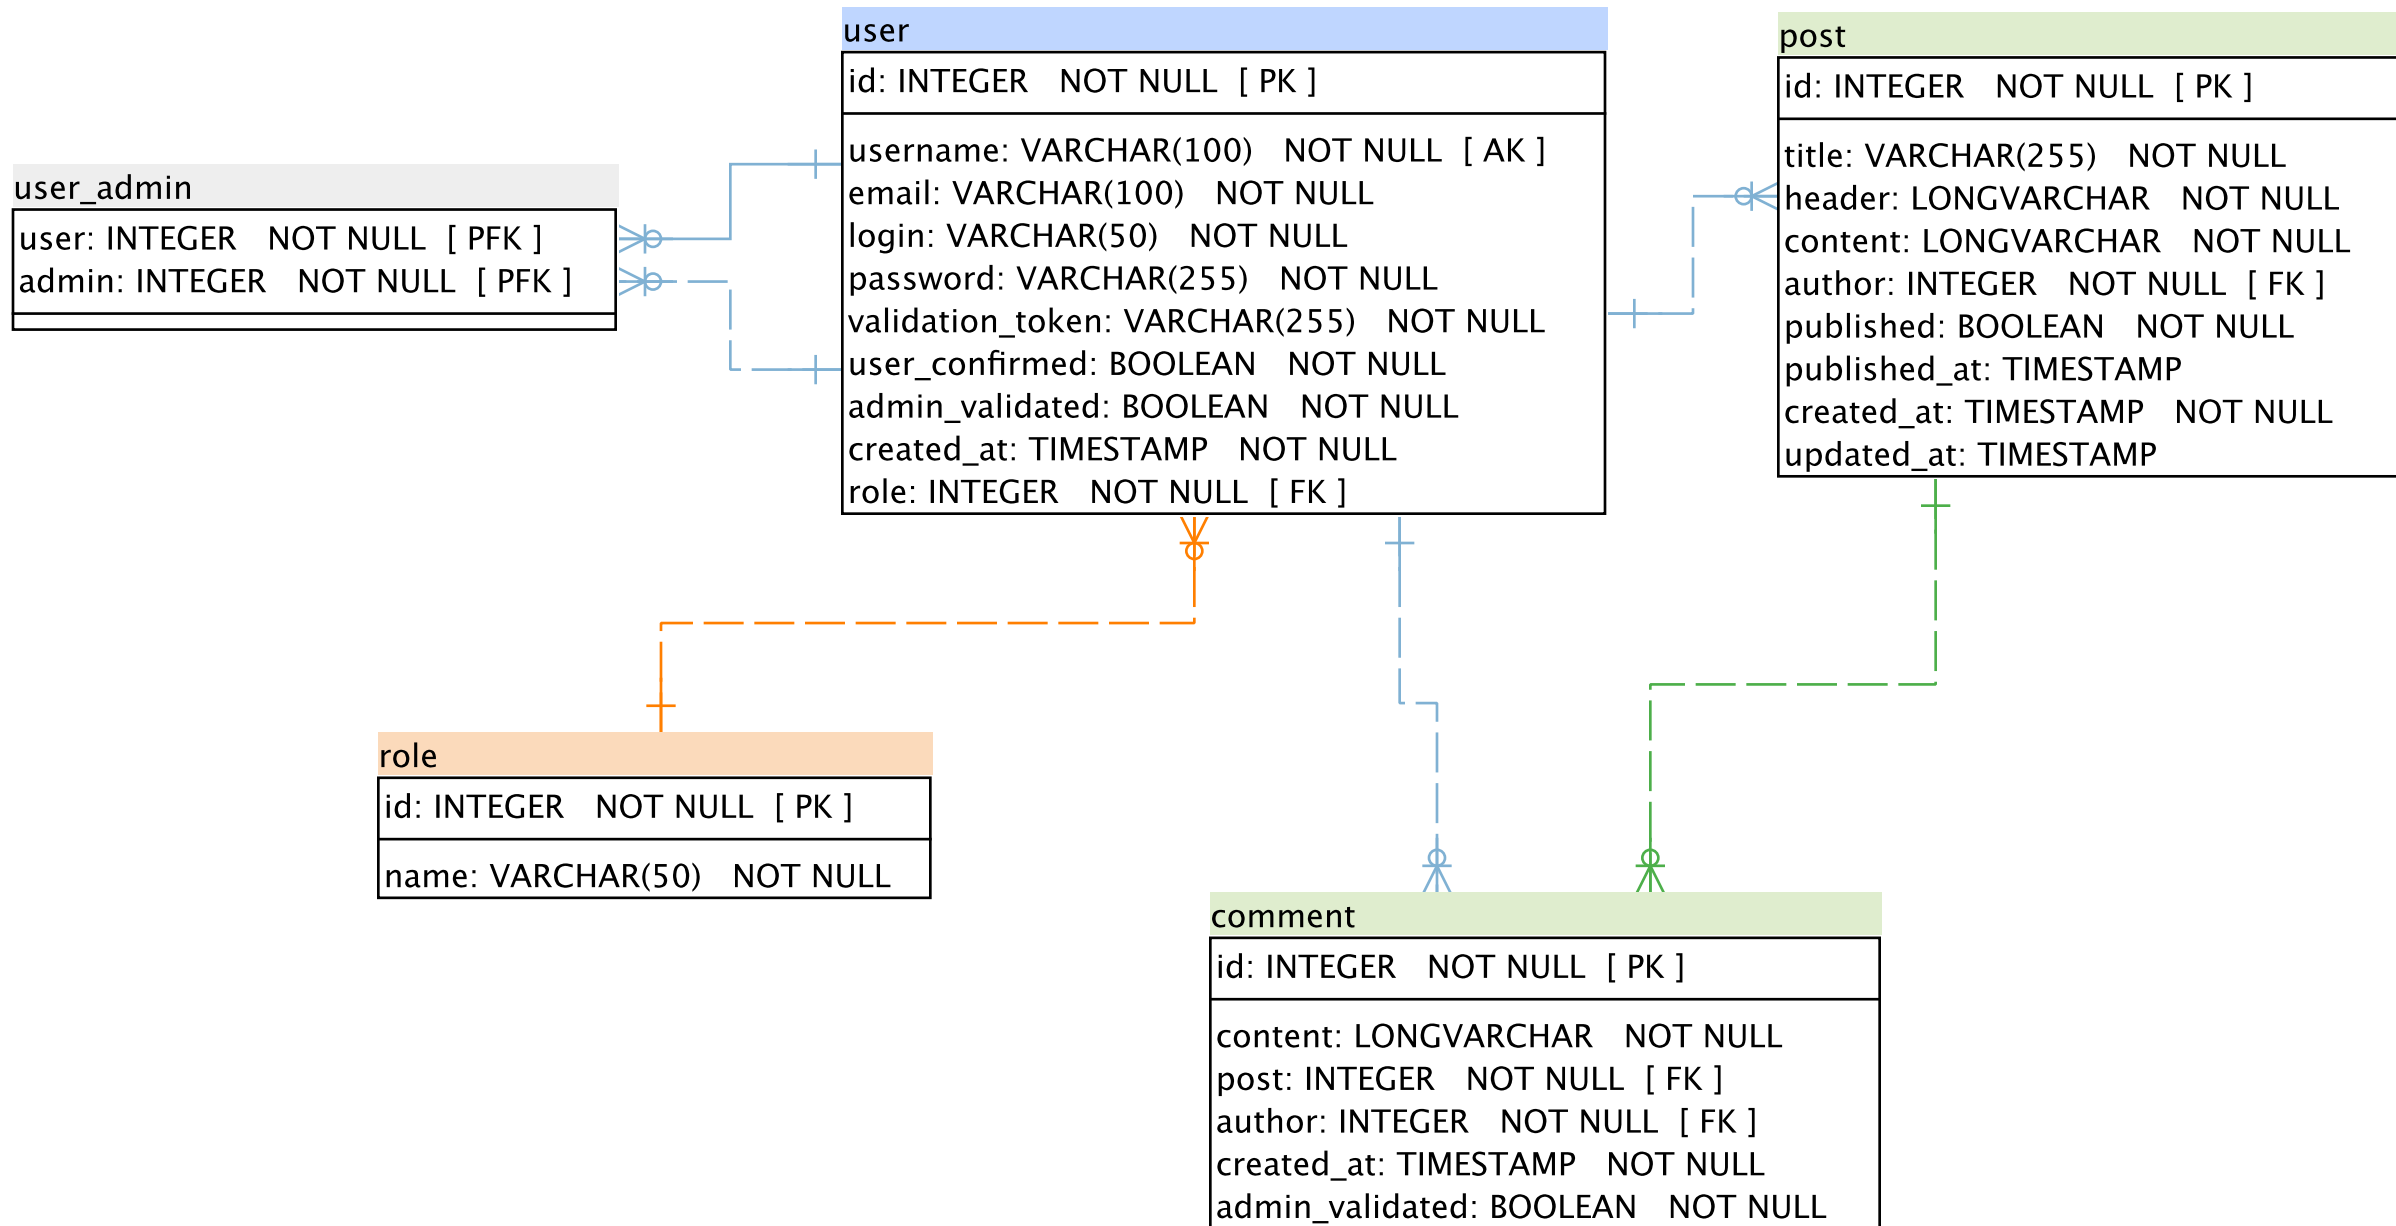 user
id: INTEGER NOT NULL [ PK ]
username: VARCHAR(100) NOT NULL [ AK ]
email: VARCHAR(100) NOT NULL
login: VARCHAR(50) NOT NULL
password: VARCHAR(255) NOT NULL
validation_token: VARCHAR(255) NOT NULL
user_confirmed: BOOLEAN NOT NULL
admin_validated: BOOLEAN NOT NULL
created_at: TIMESTAMP NOT NULL
role: INTEGER NOT NULL [ FK ]
post
id: INTEGER NOT NULL [ PK ]
title: VARCHAR(255) NOT NULL
header: LONGVARCHAR NOT NULL
content: LONGVARCHAR NOT NULL
author: INTEGER NOT NULL [ FK ]
published: BOOLEAN NOT NULL
published_at: TIMESTAMP
created_at: TIMESTAMP NOT NULL
updated_at: TIMESTAMP
user_admin
user: INTEGER NOT NULL [ PFK ]
admin: INTEGER NOT NULL [ PFK ]
role
id: INTEGER NOT NULL [ PK ]
name: VARCHAR(50) NOT NULL
comment
id: INTEGER NOT NULL [ PK ]
content: LONGVARCHAR NOT NULL
post: INTEGER NOT NULL [ FK ]
author: INTEGER NOT NULL [ FK ]
created_at: TIMESTAMP NOT NULL
admin_validated: BOOLEAN NOT NULL